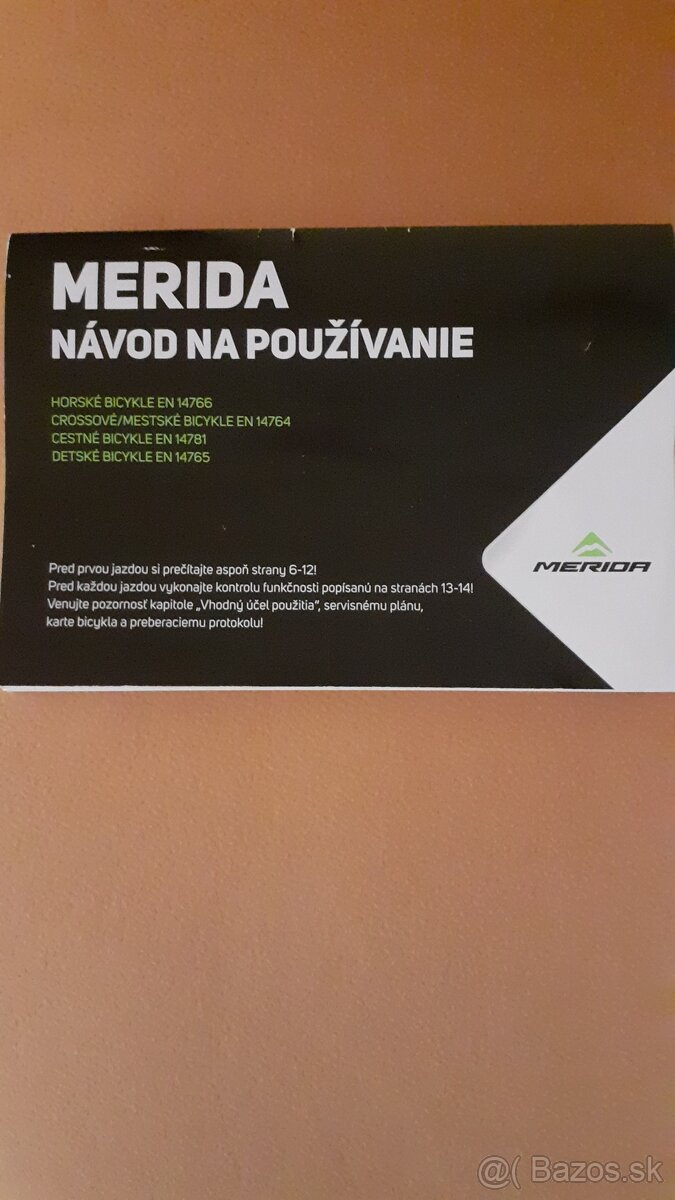 MERIDA
NÁVOD NA POUŽÍVANIE
HORSKÉ BICYKLE EN 14766
CROSSOVÉ/MESTSKÉ BICYKLE EN 14764
CESTNÉ BICYKLE EN 14781
DETSKÉ BICYKLE EN 14765
Pred prvou jazdou si prečítajte aspoň strany 6-12!
Pred každou jazdou vykonajte kontrolu funkčnosti popísanú na stranách 13-14!
Venujte pozornosť kapitole „Vhodný účel použitia", servisnému plánu,
karte bicykla a preberaciemu protokolu!
MERIDA
@( Bazos.sk